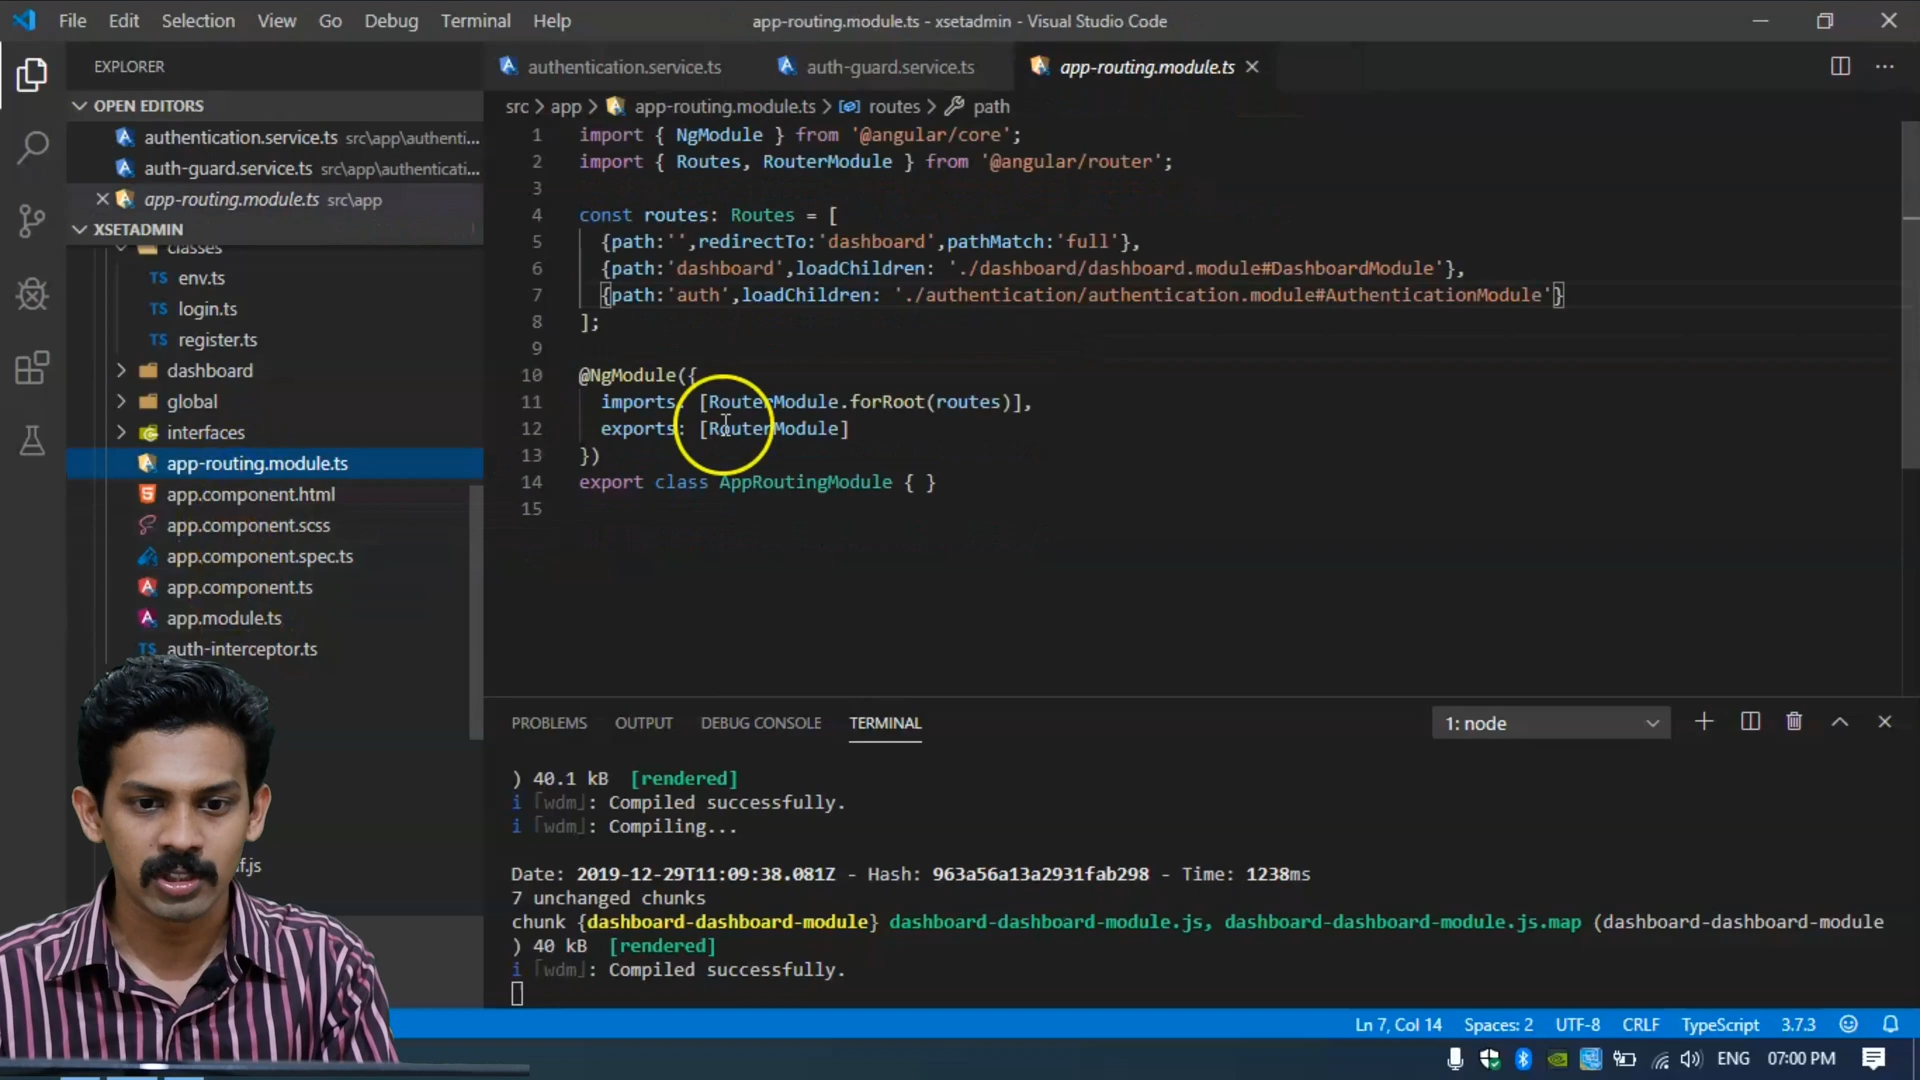 File Edit Selection View Go Debug Terminal Help app-routing.module.ts - xsetadmin - Visual Studio Code
EXPLORER
OPEN EDITORS
authentication.service.ts src\app\authenti...
auth-guard.service.ts src\app\authenticati...
app-routing.module.ts src\app
XSETADMIN
classes
TS env.ts
TS login.ts
TS register.ts
dashboard
global
interfaces
app-routing.module.ts
app.component.html
app.component.scss
app.component.spec.ts
app.component.ts
app.module.ts
TS auth-interceptor.ts
f.js
authentication.service.ts auth-guard.service.ts app-routing.module.ts
src > app > app-routing.module.ts > routes > path
1 import { NgModule } from '@angular/core';
2 import { Routes, RouterModule } from '@angular/router';
3
4 const routes: Routes = [
5 {path:'',redirectTo:'dashboard',pathMatch:'full'},
6 {path:'dashboard',loadChildren: './dashboard/dashboard.module#DashboardModule'},
7 {path:'auth',loadChildren: './authentication/authentication.module#AuthenticationModule'}
8 ];
9
10 @NgModule({
11 imports: [RouterModule.forRoot(routes)],
12 exports: [RouterModule]
13 })
14 export class AppRoutingModule { }
15
PROBLEMS OUTPUT DEBUG CONSOLE TERMINAL 1: node
) 40.1 kB [rendered]
i ｢wdm｣: Compiled successfully.
i ｢wdm｣: Compiling...
Date: 2019-12-29T11:09:38.081Z - Hash: 963a56a13a2931fab298 - Time: 1238ms
7 unchanged chunks
chunk {dashboard-dashboard-module} dashboard-dashboard-module.js, dashboard-dashboard-module.js.map (dashboard-dashboard-module
) 40 kB [rendered]
i ｢wdm｣: Compiled successfully.
Ln 7, Col 14 Spaces: 2 UTF-8 CRLF TypeScript 3.7.3
ENG 07:00 PM